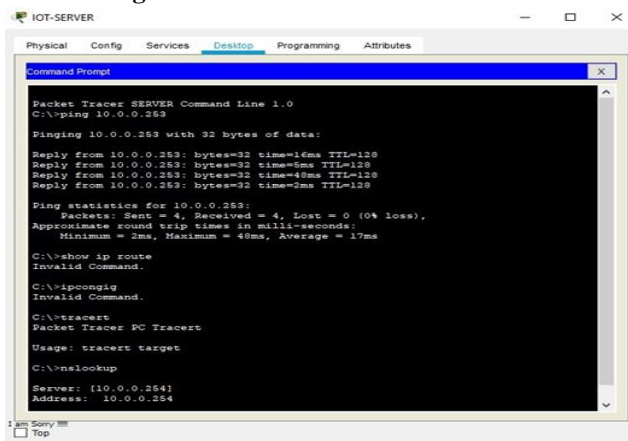 IOT-SERVER
Physical Config Services Desktop Programming Attributes
Command Prompt
X
Packet Tracer SERVER Command Line 1.0
C:\>ping 10.0.0.253
Pinging 10.0.0.253 with 32 bytes of data:
Reply from 10.0.0.253: bytes=32 time=16ms TTL=128
Reply from 10.0.0.253: bytes=32 time=5ms TTL=128
Reply from 10.0.0.253: bytes=32 time=48ms TTL=128
Reply from 10.0.0.253: bytes=32 time=2ms TTL=128
Ping statistics for 10.0.0.253:
Packets: Sent = 4, Received = 4, Lost = 0 (0% loss),
Approximate round trip times in milli-seconds:
Minimum = 2ms, Maximum = 48ms, Average = 17ms
C:\>show ip route
Invalid Command.
C:\>ipcongig
Invalid Command.
C:\>tracert
Packet Tracer PC Tracert
Usage: tracert target
C:\>nslookup
Server: [10.0.0.254]
Address: 10.0.0.254
I am Sorry !!!!
Top